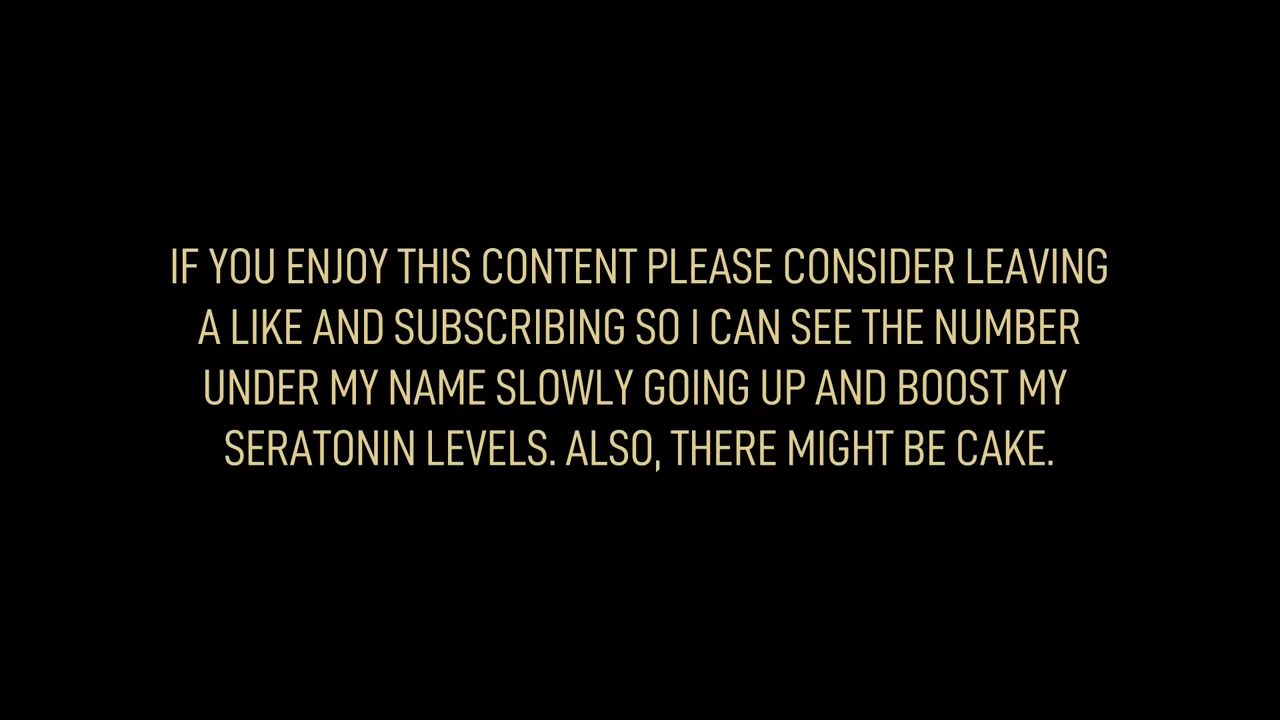 IF YOU ENJOY THIS CONTENT PLEASE CONSIDER LEAVING
A LIKE AND SUBSCRIBING SO I CAN SEE THE NUMBER
UNDER MY NAME SLOWLY GOING UP AND BOOST MY
SERATONIN LEVELS. ALSO, THERE MIGHT BE CAKE.